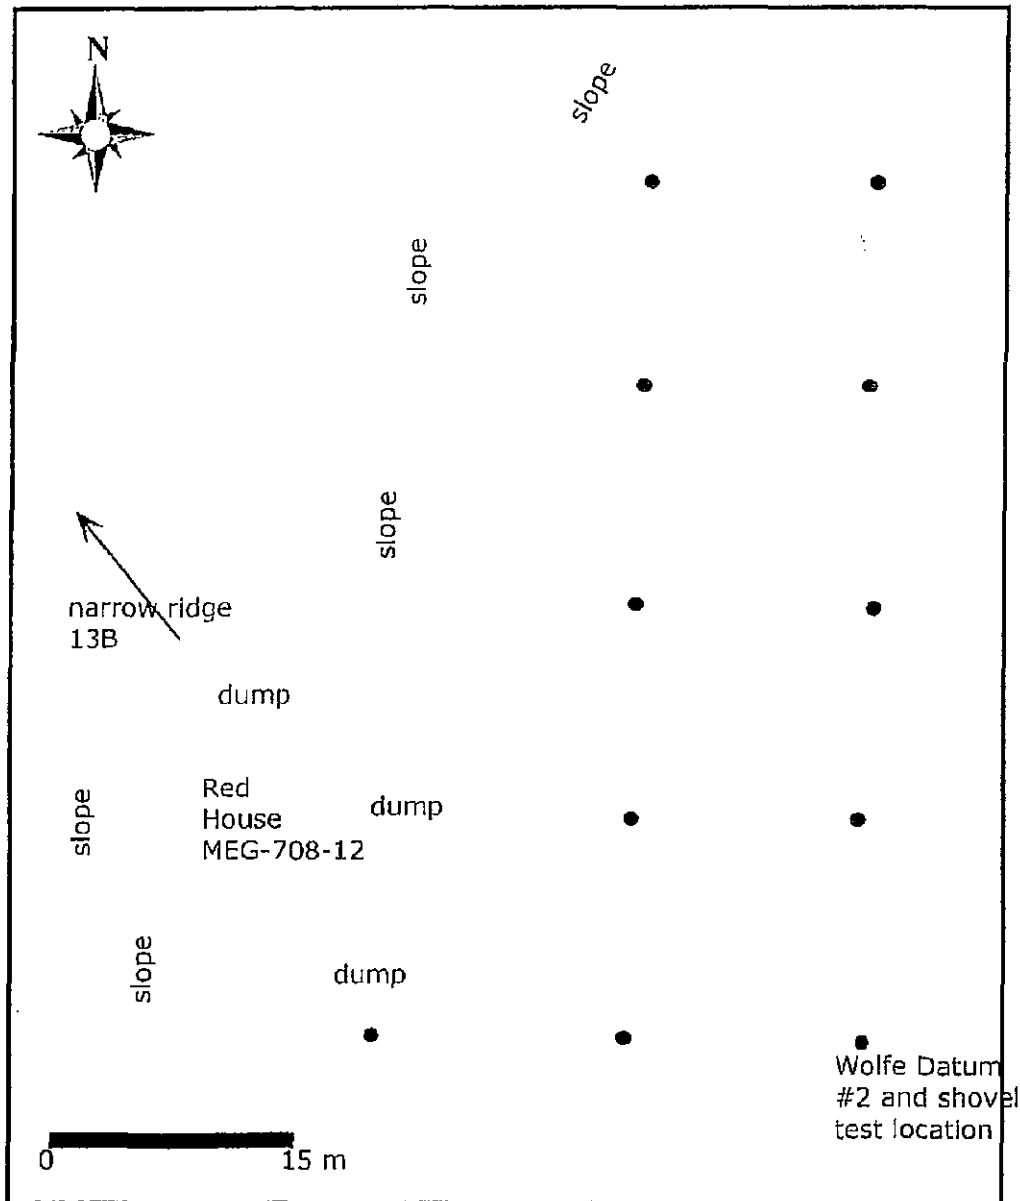 N
slope
slope
slope
narrow ridge
13B
dump
Red
House
MEG-708-12
dump
slope
slope
dump
Wolfe Datum
#2 and shovel
test location
0 15 m